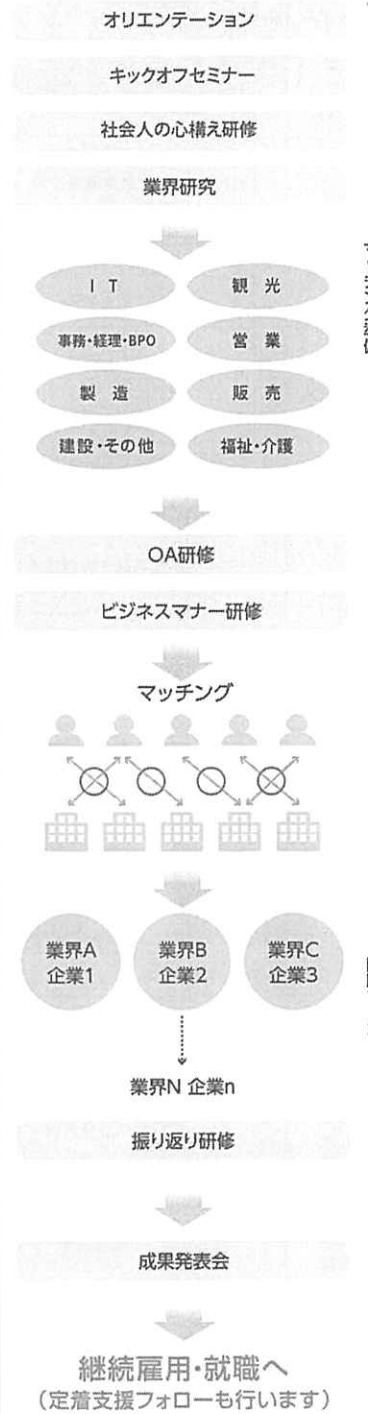 オリエンテーション
キックオフセミナー
社会人の心構え研修
業界研究
IT
観光
事務・経理・BPO
営業
製造
販売
建設・その他
福祉・介護
OA研修
ビジネスマナー研修
マッチング
業界A
企業1
業界B
企業2
業界C
企業3
業界N 企業n
振り返り研修
成果発表会
継続雇用・就職へ
(定着支援フォローも行います)